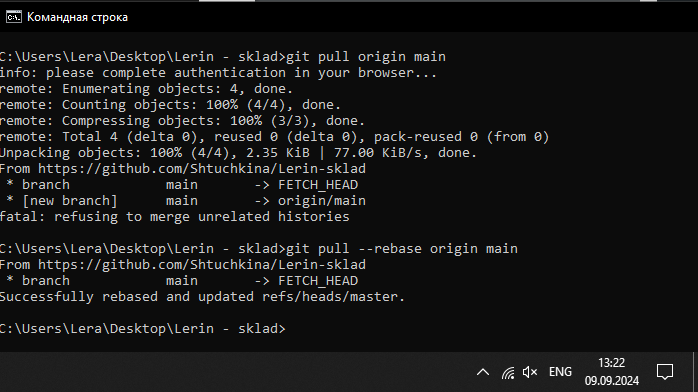 Командная строка
C:\Users\Lera\Desktop\Lerin - sklad>git pull origin main
info: please complete authentication in your browser...
remote: Enumerating objects: 4, done.
remote: Counting objects: 100% (4/4), done.
remote: Compressing objects: 100% (3/3), done.
remote: Total 4 (delta 0), reused 0 (delta 0), pack-reused 0 (from 0)
Unpacking objects: 100% (4/4), 2.35 KiB | 77.00 KiB/s, done.
From https://github.com/Shtuchkina/Lerin-sklad
 * branch            main       -> FETCH_HEAD
 * [new branch]      main       -> origin/main
fatal: refusing to merge unrelated histories
C:\Users\Lera\Desktop\Lerin - sklad>git pull --rebase origin main
From https://github.com/Shtuchkina/Lerin-sklad
 * branch            main       -> FETCH_HEAD
Successfully rebased and updated refs/heads/master.
C:\Users\Lera\Desktop\Lerin - sklad>
ENG
13:22
09.09.2024